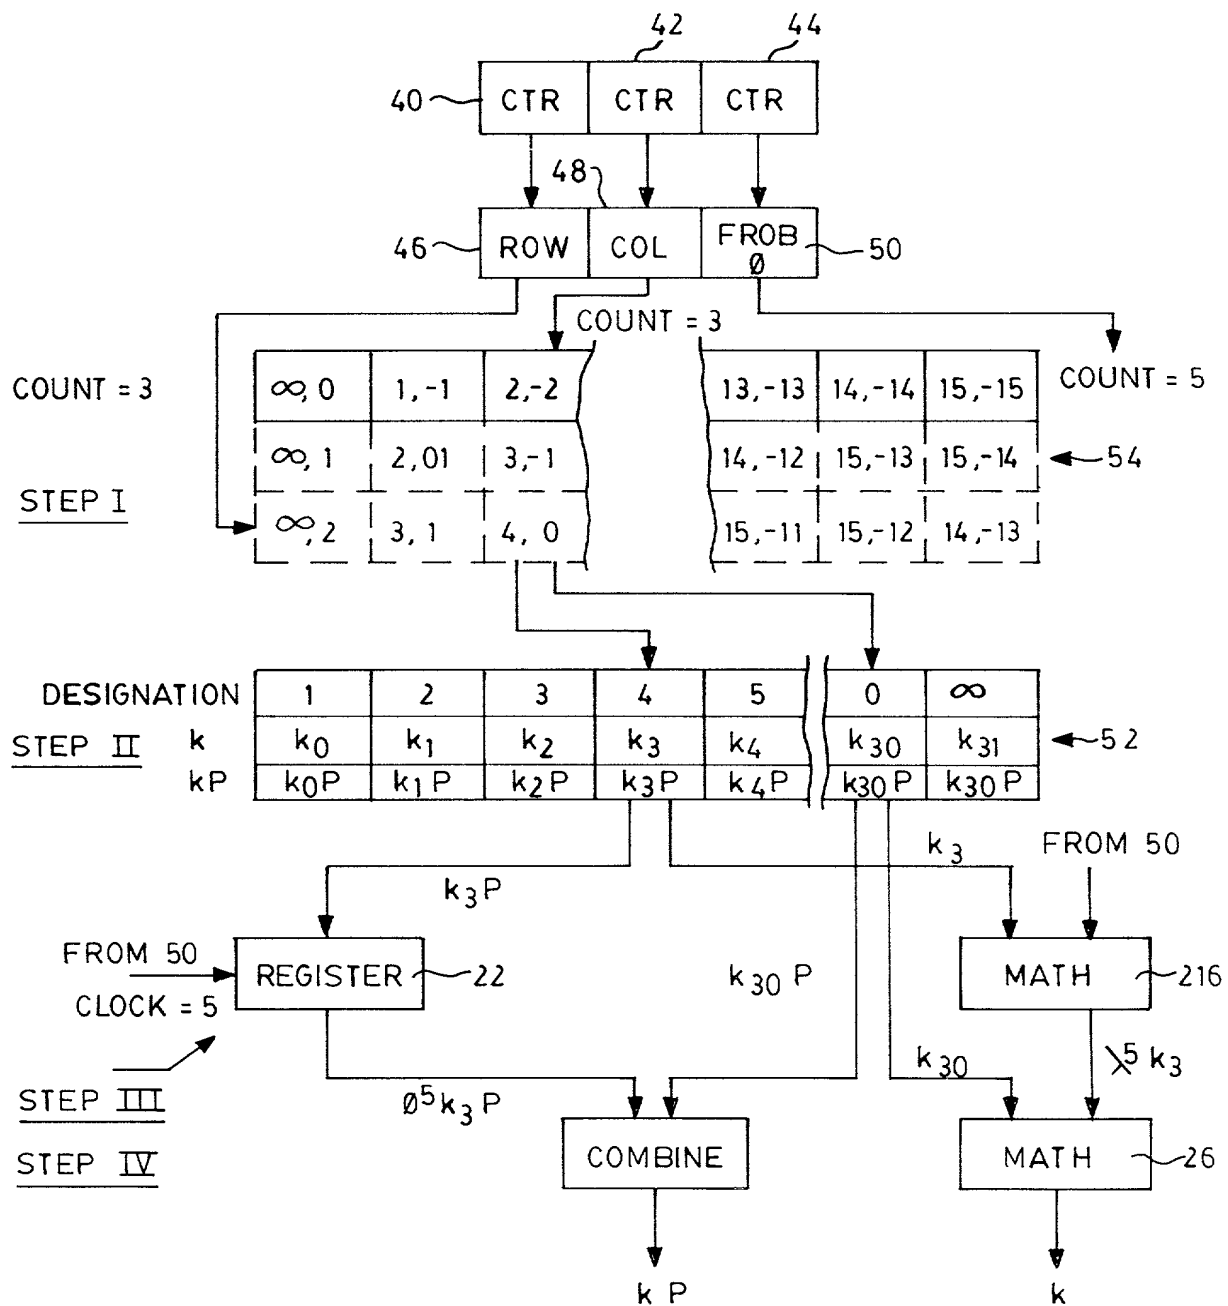 42 44
40 CTR CTR CTR
48
46 ROW COL FROB Ø 50
COUNT = 3
COUNT = 3 COUNT = 5
∞, 0 1, -1 2, -2 13, -13 14, -14 15, -15
∞, 1 2, 01 3, -1 14, -12 15, -13 15, -14 54
STEP I
∞, 2 3, 1 4, 0 15, -11 15, -12 14, -13
DESIGNATION 1 2 3 4 5 0 ∞
STEP II k k₀ k₁ k₂ k₃ k₄ k₃₀ k₃₁ 52
kP k₀P k₁P k₂P k₃P k₄P k₃₀P k₃₀P
k₃ FROM 50
k₃P
FROM 50 REGISTER 22 k₃₀ P MATH 216
CLOCK = 5
k₃₀ λ⁵ k₃
STEP III
Ø⁵k₃P
STEP IV COMBINE MATH 26
k P k